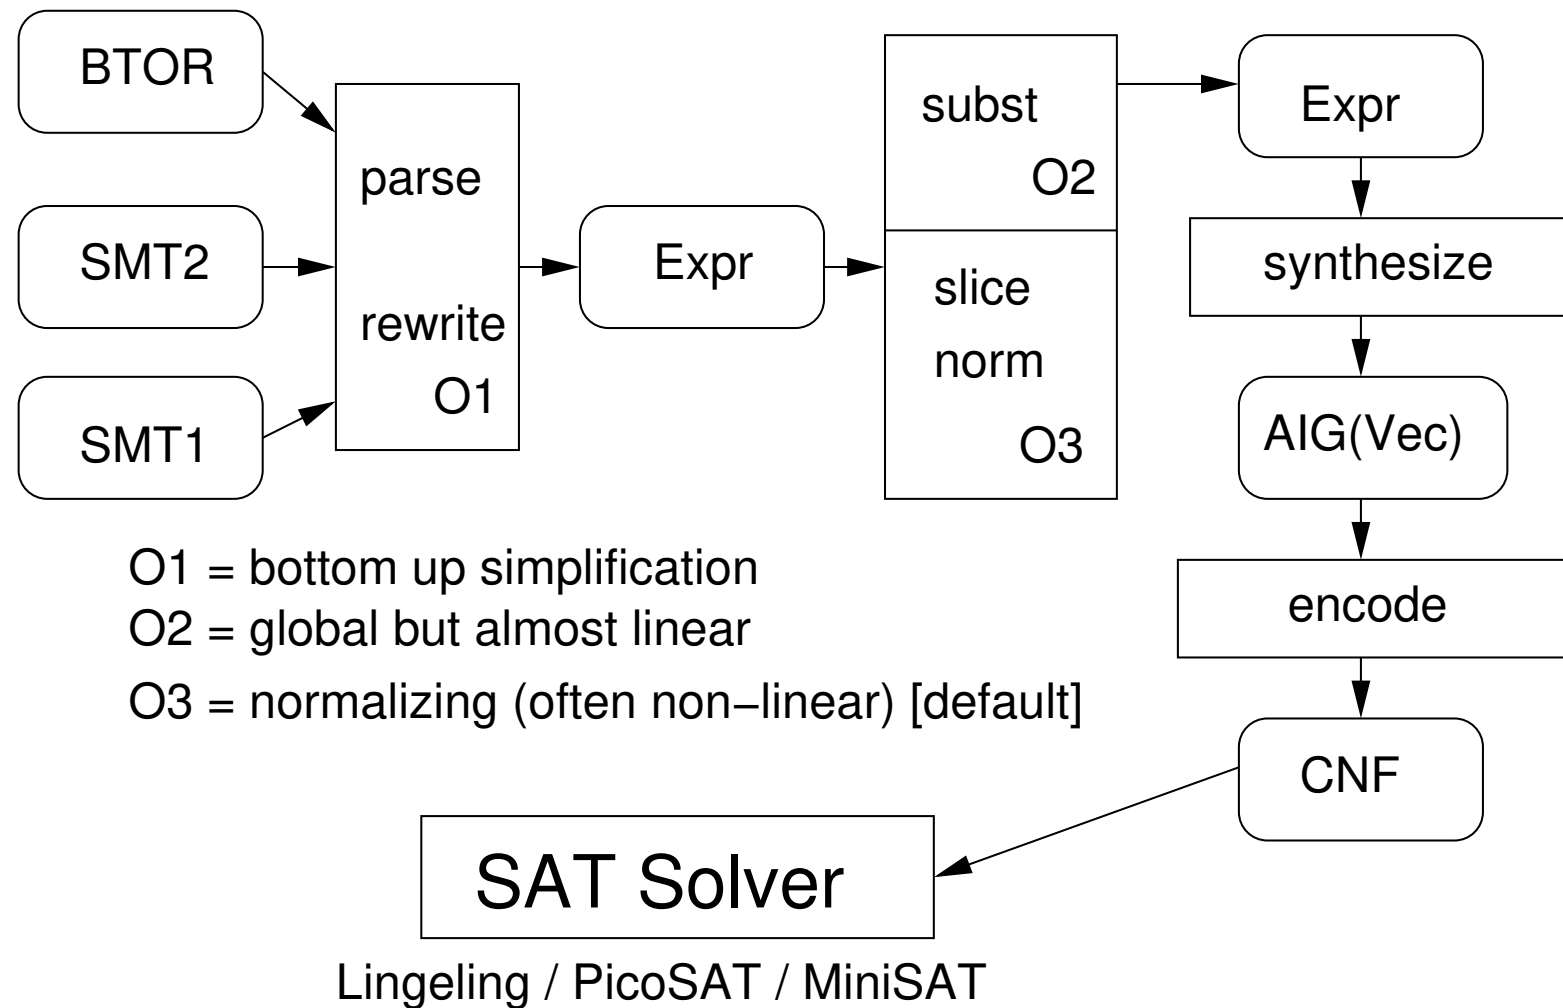 BTOR
SMT2
SMT1
parse
rewrite
O1
Expr
subst
O2
slice
norm
O3
Expr
synthesize
AIG(Vec)
encode
CNF
O1 = bottom up simplification
O2 = global but almost linear
O3 = normalizing (often non−linear) [default]
SAT Solver
Lingeling / PicoSAT / MiniSAT